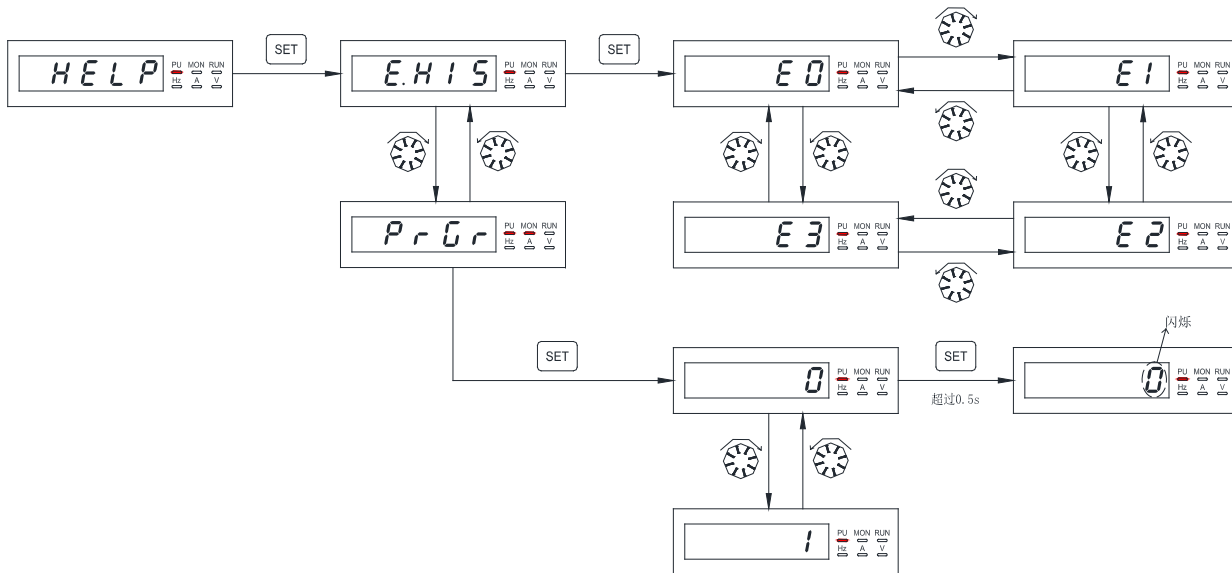 HELP
PU MON RUN
Hz A V
SET
E.HIS
PU MON RUN
Hz A V
SET
E0
PU MON RUN
Hz A V
E1
PU MON RUN
Hz A V
PrGr
PU MON RUN
Hz A V
E3
PU MON RUN
Hz A V
E2
PU MON RUN
Hz A V
SET
0
PU MON RUN
Hz A V
SET
超过0.5s
闪烁
0
PU MON RUN
Hz A V
1
PU MON RUN
Hz A V